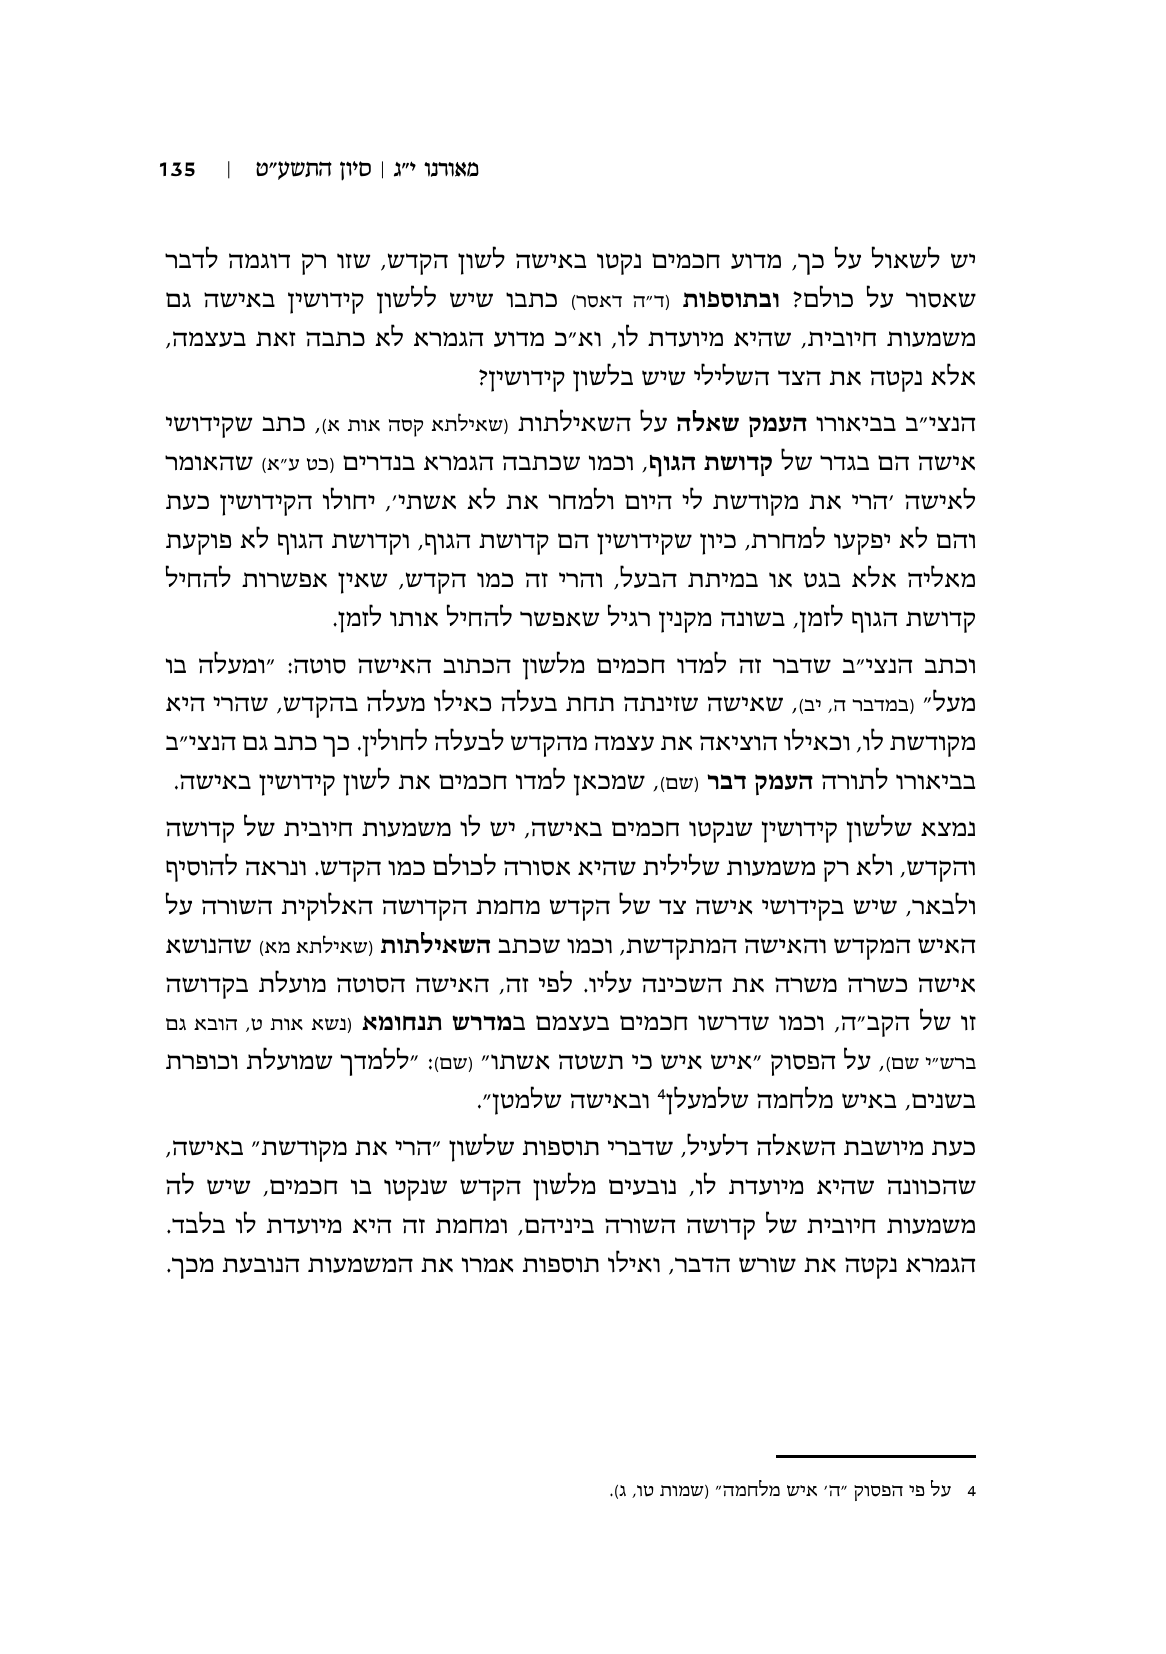 מאורנו י״ג | סיון התשע״ט | 135
יש לשאול על כך, מדוע חכמים נקטו באישה לשון הקדש, שזו רק דוגמה לדבר
שאסור על כולם? ובתוספות (ד״ה דאסר) כתבו שיש ללשון קידושין באישה גם
משמעות חיובית, שהיא מיועדת לו, וא״כ מדוע הגמרא לא כתבה זאת בעצמה,
אלא נקטה את הצד השלילי שיש בלשון קידושין?
הנצי״ב בביאורו העמק שאלה על השאילתות (שאילתא קסה אות א), כתב שקידושי
אישה הם בגדר של קדושת הגוף, וכמו שכתבה הגמרא בנדרים (כט ע״א) שהאומר
לאישה ׳הרי את מקודשת לי היום ולמחר את לא אשתי׳, יחולו הקידושין כעת
והם לא יפקעו למחרת, כיון שקידושין הם קדושת הגוף, וקדושת הגוף לא פוקעת
מאליה אלא בגט או במיתת הבעל, והרי זה כמו הקדש, שאין אפשרות להחיל
קדושת הגוף לזמן, בשונה מקנין רגיל שאפשר להחיל אותו לזמן.
וכתב הנצי״ב שדבר זה למדו חכמים מלשון הכתוב האישה סוטה: ״ומעלה בו
מעל״ (במדבר ה, יב), שאישה שזינתה תחת בעלה כאילו מעלה בהקדש, שהרי היא
מקודשת לו, וכאילו הוציאה את עצמה מהקדש לבעלה לחולין. כך כתב גם הנצי״ב
בביאורו לתורה העמק דבר (שם), שמכאן למדו חכמים את לשון קידושין באישה.
נמצא שלשון קידושין שנקטו חכמים באישה, יש לו משמעות חיובית של קדושה
והקדש, ולא רק משמעות שלילית שהיא אסורה לכולם כמו הקדש. ונראה להוסיף
ולבאר, שיש בקידושי אישה צד של הקדש מחמת הקדושה האלוקית השורה על
האיש המקדש והאישה המתקדשת, וכמו שכתב השאילתות (שאילתא מא) שהנושא
אישה כשרה משרה את השכינה עליו. לפי זה, האישה הסוטה מועלת בקדושה
זו של הקב״ה, וכמו שדרשו חכמים בעצמם במדרש תנחומא (נשא אות ט, הובא גם
ברש״י שם), על הפסוק ״איש איש כי תשטה אשתו״ (שם): ״ללמדך שמועלת וכופרת
בשנים, באיש מלחמה שלמעלן4 ובאישה שלמטן״.
כעת מיושבת השאלה דלעיל, שדברי תוספות שלשון ״הרי את מקודשת״ באישה,
שהכוונה שהיא מיועדת לו, נובעים מלשון הקדש שנקטו בו חכמים, שיש לה
משמעות חיובית של קדושה השורה ביניהם, ומחמת זה היא מיועדת לו בלבד.
הגמרא נקטה את שורש הדבר, ואילו תוספות אמרו את המשמעות הנובעת מכך.
4 על פי הפסוק ״ה׳ איש מלחמה״ (שמות טו, ג).